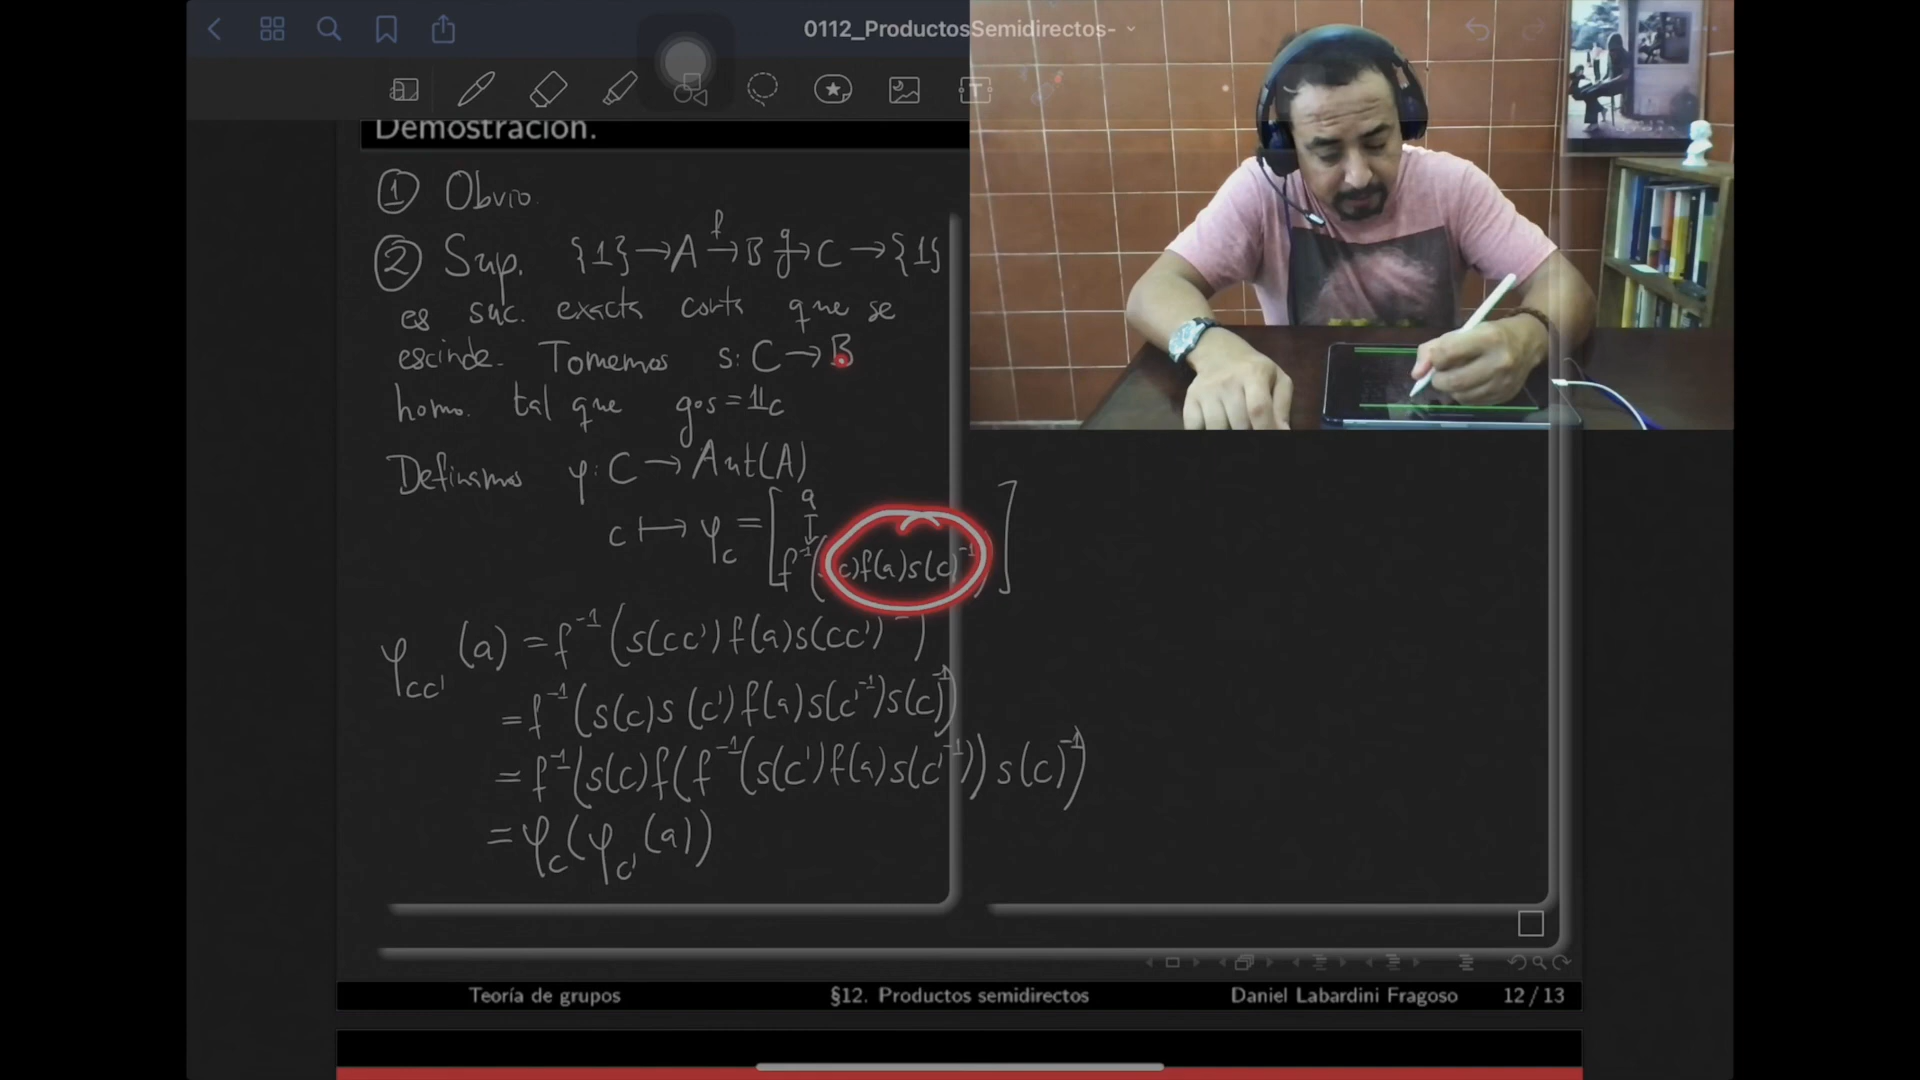 0112_ProductosSemidirectos-
Demostración.
① Obvio.
② Sup. {1}→A →f B →g C →{1}
es suc. exacta corta que se
escinde. Tomemos s: C→B
homo. tal que g∘s=𝟙c
Definamos φ: C→Aut(A)
c ↦ φ_c = [a ↦ f⁻¹(s(c)f(a)s(c)⁻¹)]
φ_cc' (a) = f⁻¹(s(cc')f(a)s(cc')⁻¹)
= f⁻¹(s(c)s(c')f(a)s(c'⁻¹)s(c)⁻¹)
= f⁻¹(s(c)f(f⁻¹(s(c')f(a)s(c'⁻¹))s(c)⁻¹)
= φ_c(φ_c'(a))
Teoría de grupos §12. Productos semidirectos Daniel Labardini Fragoso 12/13